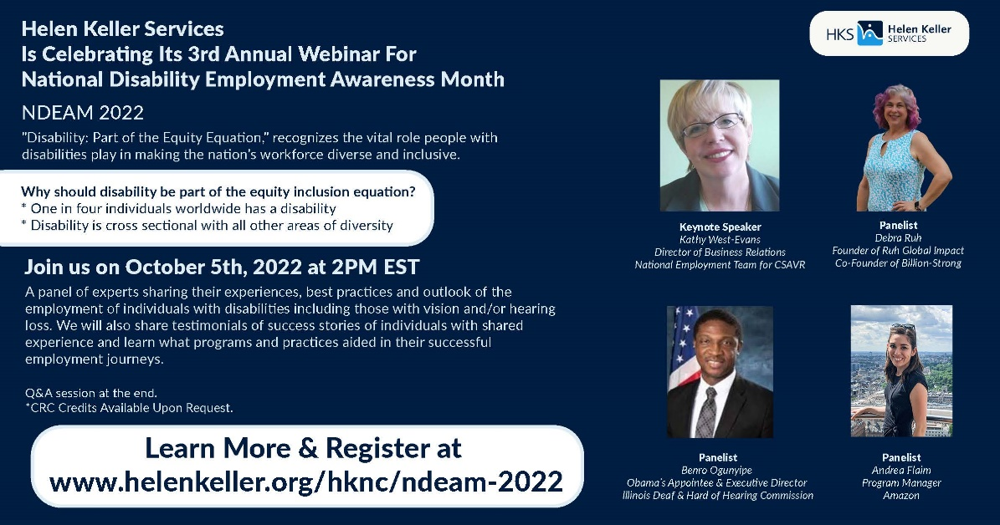 Helen Keller Services
Is Celebrating Its 3rd Annual Webinar For
National Disability Employment Awareness Month
NDEAM 2022
"Disability: Part of the Equity Equation," recognizes the vital role people with
disabilities play in making the nation's workforce diverse and inclusive.
Why should disability be part of the equity inclusion equation?
* One in four individuals worldwide has a disability
* Disability is cross sectional with all other areas of diversity
Join us on October 5th, 2022 at 2PM EST
A panel of experts sharing their experiences, best practices and outlook of the
employment of individuals with disabilities including those with vision and/or hearing
loss. We will also share testimonials of success stories of individuals with shared
experience and learn what programs and practices aided in their successful
employment journeys.
Q&A session at the end.
*CRC Credits Available Upon Request.
Learn More & Register at
www.helenkeller.org/hknc/ndeam-2022
HKS Helen Keller
SERVICES
Keynote Speaker
Kathy West-Evans
Director of Business Relations
National Employment Team for CSAVR
Panelist
Debra Ruh
Founder of Ruh Global Impact
Co-Founder of Billion-Strong
Panelist
Benro Ogunyipe
Obama's Appointee & Executive Director
Illinois Deaf & Hard of Hearing Commission
Panelist
Andrea Flaim
Program Manager
Amazon